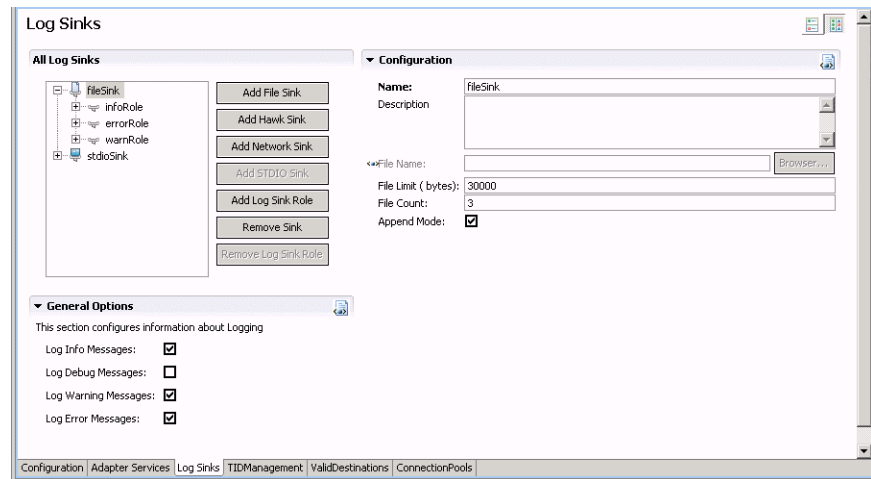 Log Sinks
All Log Sinks
fileSink
infoRole
errorRole
warnRole
stdioSink
Add File Sink
Add Hawk Sink
Add Network Sink
Add STDIO Sink
Add Log Sink Role
Remove Sink
Remove Log Sink Role
Configuration
Name: fileSink
Description
File Name: Browser...
File Limit ( bytes): 30000
File Count: 3
Append Mode:
General Options
This section configures information about Logging
Log Info Messages:
Log Debug Messages:
Log Warning Messages:
Log Error Messages:
Configuration Adapter Services Log Sinks TIDManagement ValidDestinations ConnectionPools